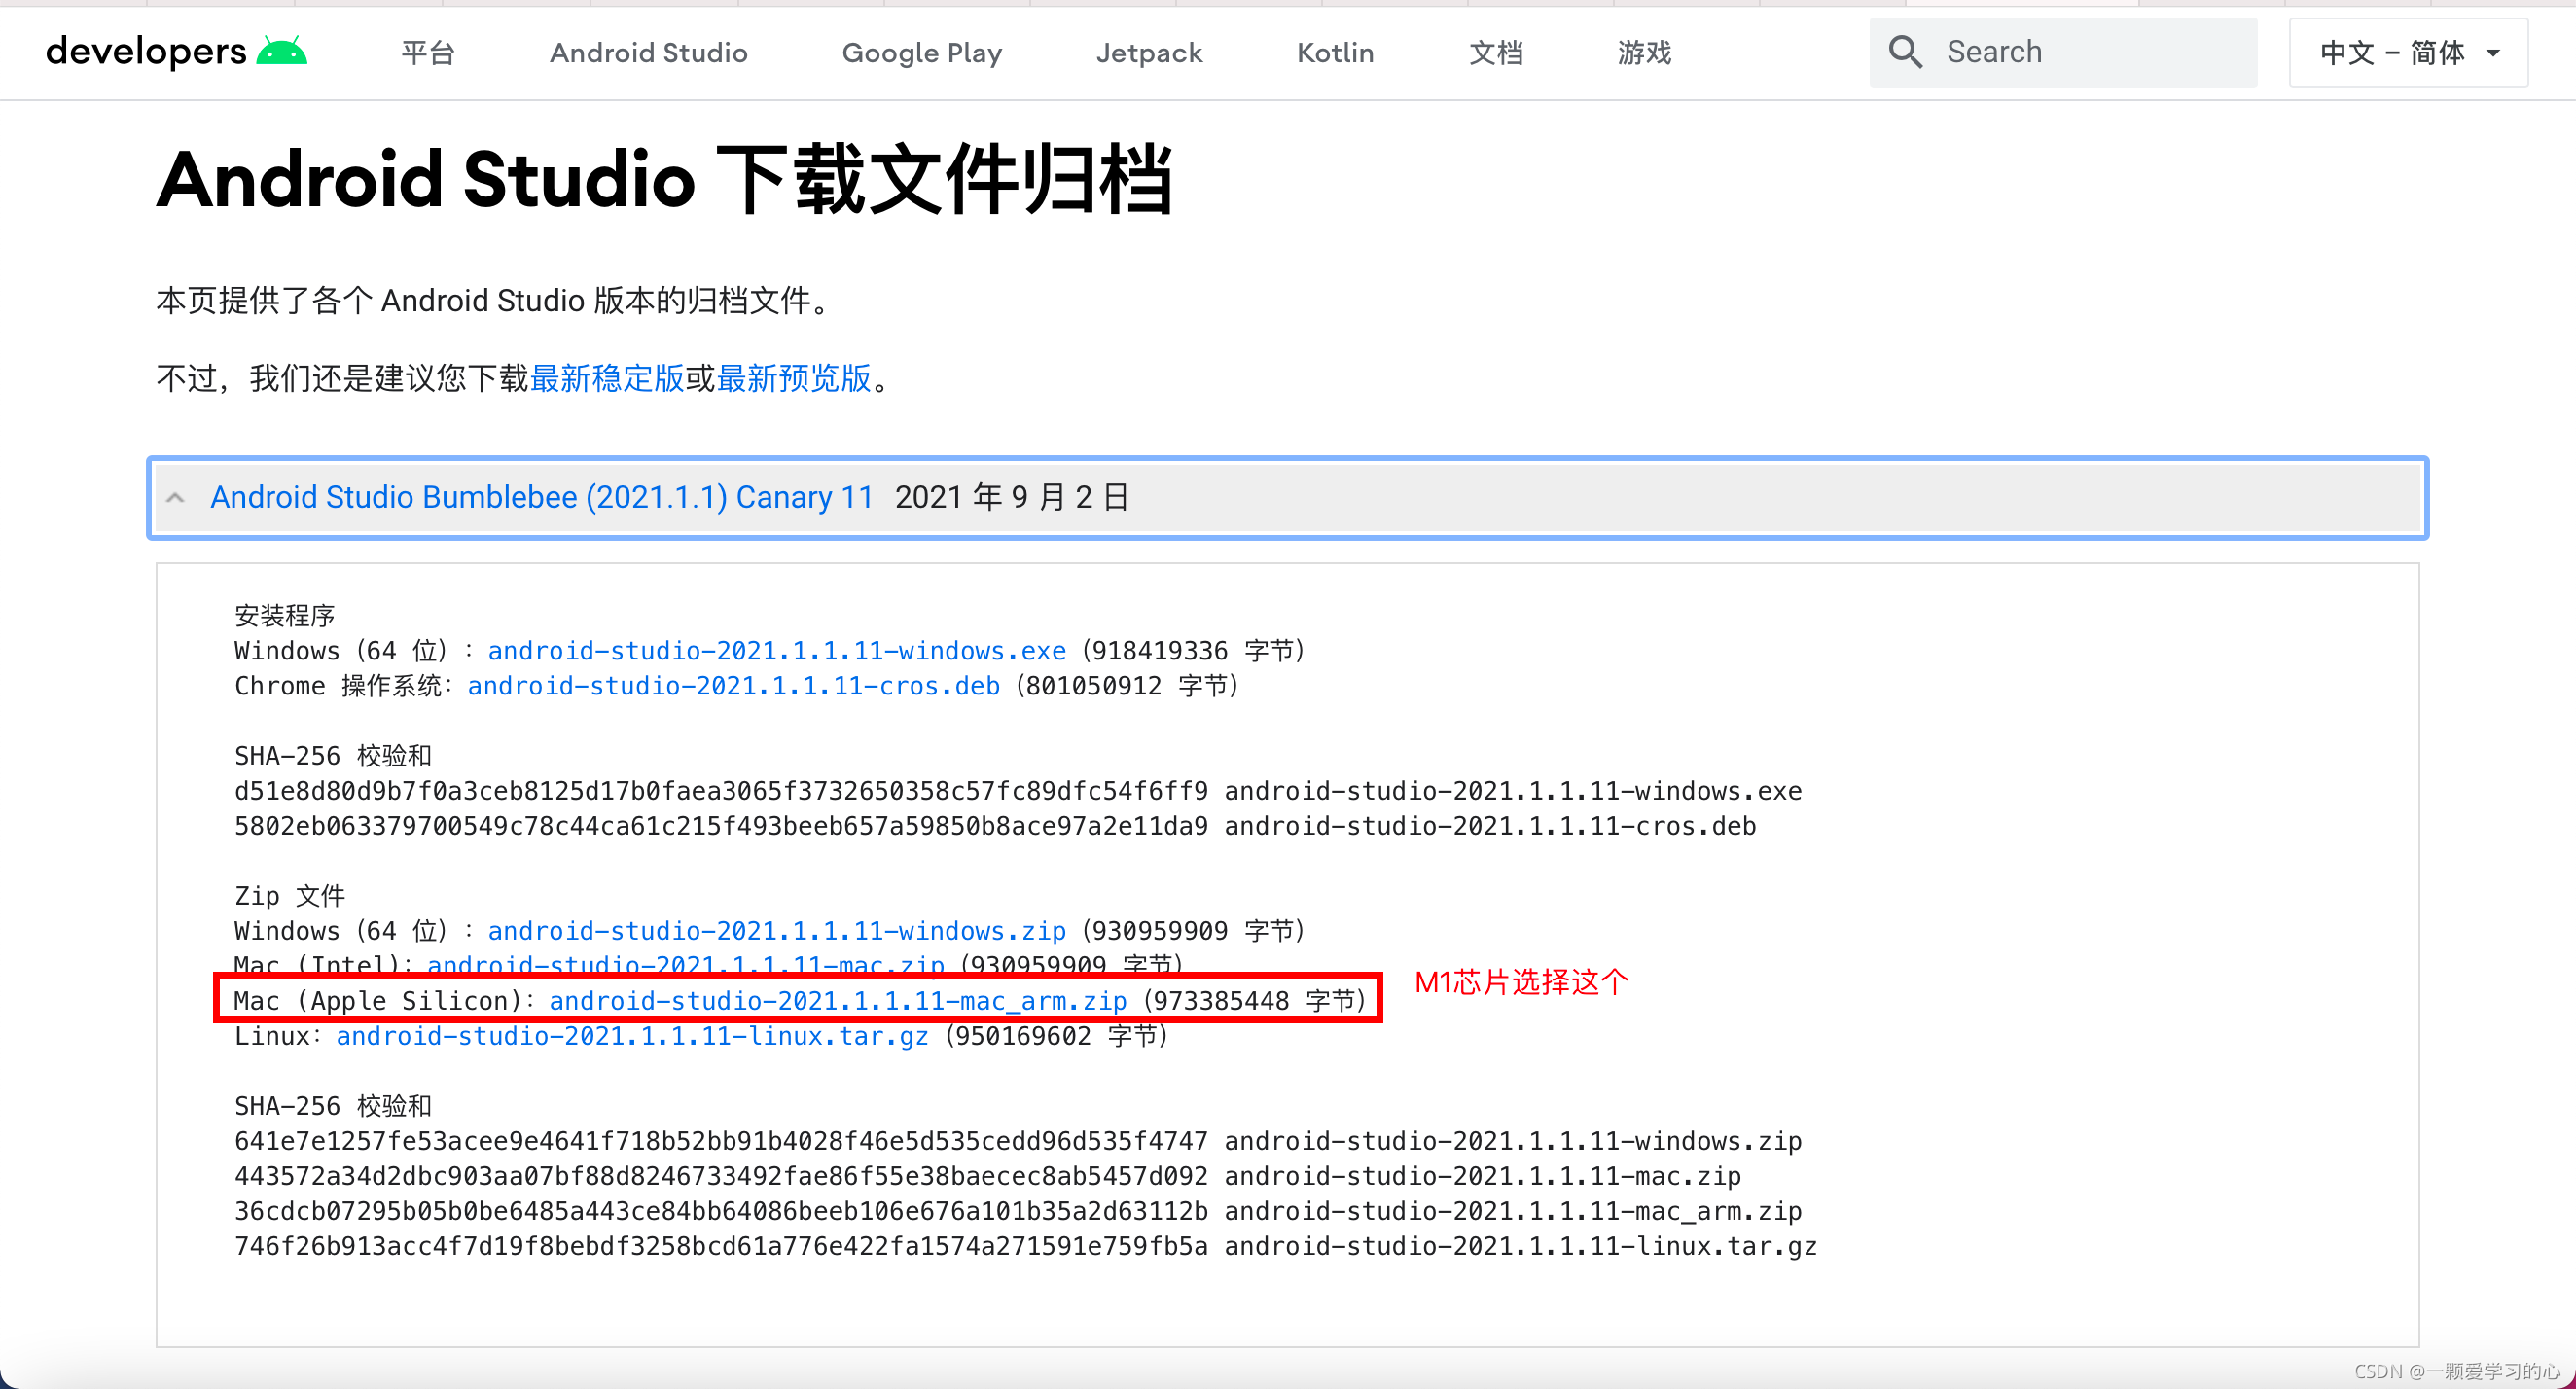 developers 平台 Android Studio Google Play Jetpack Kotlin 文档 游戏 Search 中文 – 简体
Android Studio 下载文件归档
本页提供了各个 Android Studio 版本的归档文件。
不过，我们还是建议您下载最新稳定版或最新预览版。
Android Studio Bumblebee (2021.1.1) Canary 11 2021 年 9 月 2 日
安装程序
Windows（64 位）：android-studio-2021.1.1.11-windows.exe（918419336 字节）
Chrome 操作系统：android-studio-2021.1.1.11-cros.deb（801050912 字节）
SHA-256 校验和
d51e8d80d9b7f0a3ceb8125d17b0faea3065f3732650358c57fc89dfc54f6ff9 android-studio-2021.1.1.11-windows.exe
5802eb063379700549c78c44ca61c215f493beeb657a59850b8ace97a2e11da9 android-studio-2021.1.1.11-cros.deb
Zip 文件
Windows（64 位）：android-studio-2021.1.1.11-windows.zip（930959909 字节）
Mac (Intel)：android-studio-2021.1.1.11-mac.zip（930959909 字节）
Mac (Apple Silicon)：android-studio-2021.1.1.11-mac_arm.zip（973385448 字节）
M1芯片选择这个
Linux：android-studio-2021.1.1.11-linux.tar.gz（950169602 字节）
SHA-256 校验和
641e7e1257fe53acee9e4641f718b52bb91b4028f46e5d535cedd96d535f4747 android-studio-2021.1.1.11-windows.zip
443572a34d2dbc903aa07bf88d8246733492fae86f55e38baecec8ab5457d092 android-studio-2021.1.1.11-mac.zip
36cdcb07295b05b0be6485a443ce84bb64086beeb106e676a101b35a2d63112b android-studio-2021.1.1.11-mac_arm.zip
746f26b913acc4f7d19f8bebdf3258bcd61a776e422fa1574a271591e759fb5a android-studio-2021.1.1.11-linux.tar.gz
CSDN @一颗爱学习的心